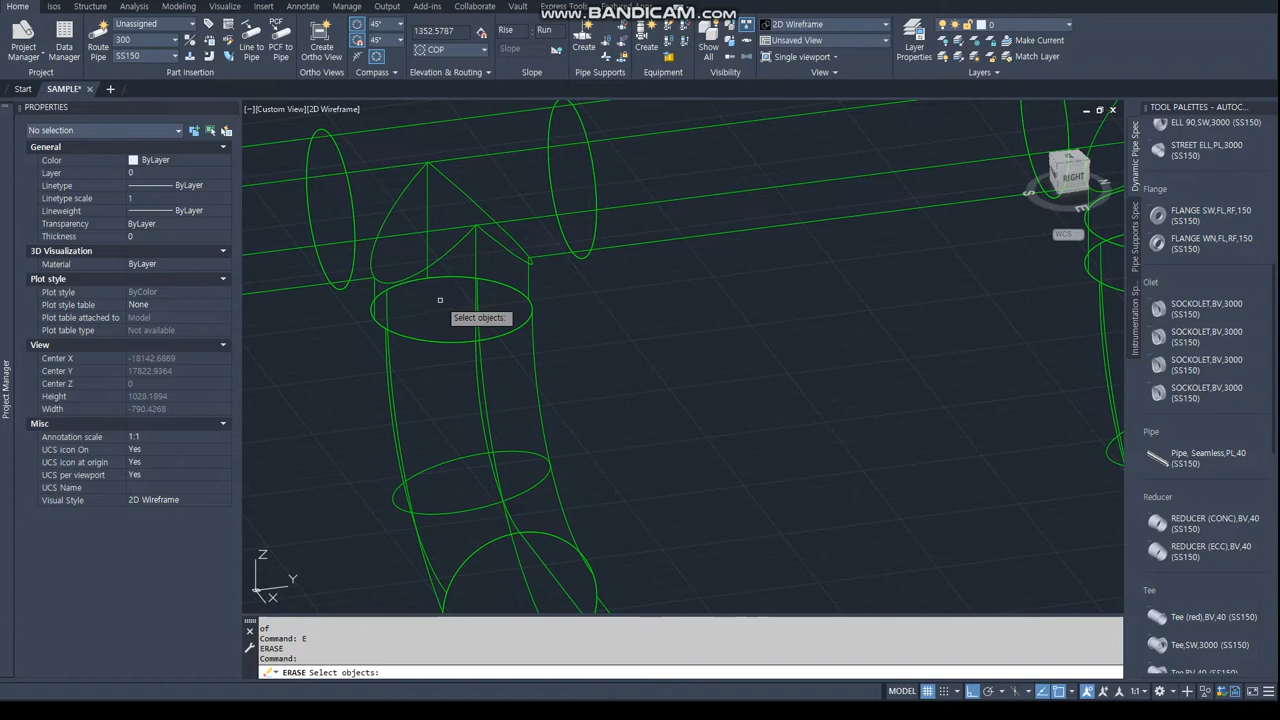 www.BANDICAM.com
Home
Isos
Structure
Analysis
Modeling
Visualize
Insert
Annotate
Manage
Output
Add-ins
Collaborate
View
Express Tools
Unassigned
300
SS150
Project
Manager
Data
Manager
Project
Route
Pipe
Line to
Pipe
PCF to
Pipe
Part Insertion
Create
Ortho View
Ortho Views
45°
45°
Compass
1352.5787
COP
Elevation & Routing
Rise
Run
Slope
Slope
Create
Pipe Supports
Create
Equipment
Show
All
Visibility
2D Wireframe
Unsaved View
Single viewport
View
Layer
Properties
0
Make Current
Match Layer
Layers
Start
SAMPLE*
PROPERTIES
No selection
General
Color ByLayer
Layer 0
Linetype ByLayer
Linetype scale 1
Lineweight ByLayer
Transparency ByLayer
Thickness 0
3D Visualization
Material ByLayer
Plot style
Plot style ByColor
Plot style table None
Plot table attached to Model
Plot table type Not available
View
Center X -18142.6869
Center Y 17822.9364
Center Z 0
Height 1028.1894
Width -790.4268
Misc
Annotation scale 1:1
UCS icon On Yes
UCS icon at origin Yes
UCS per viewport Yes
UCS Name
Visual Style 2D Wireframe
Project Manager
[−][Custom View][2D Wireframe]
Select objects:
RIGHT
S
E
N
WCS
Z
Y
X
TOOL PALETTES - AUTOC...
Dynamic Pipe Spec
Pipe Supports Spec
Instrumentation Sp...
ELL 90,SW,3000 (SS150)
STREET ELL,PL,3000
(SS150)
Flange
FLANGE SW,FL,RF,150
(SS150)
FLANGE WN,FL,RF,150
(SS150)
Olet
SOCKOLET,BV,3000
(SS150)
SOCKOLET,BV,3000
(SS150)
SOCKOLET,BV,3000
(SS150)
SOCKOLET,BV,3000
(SS150)
Pipe
Pipe, Seamless,PL,40
(SS150)
Reducer
REDUCER (CONC),BV,40
(SS150)
REDUCER (ECC),BV,40
(SS150)
Tee
Tee (red),BV,40 (SS150)
Tee,SW,3000 (SS150)
Tee,BV,40 (SS150)
of
Command: E
ERASE
Command:
ERASE Select objects:
MODEL
1:1